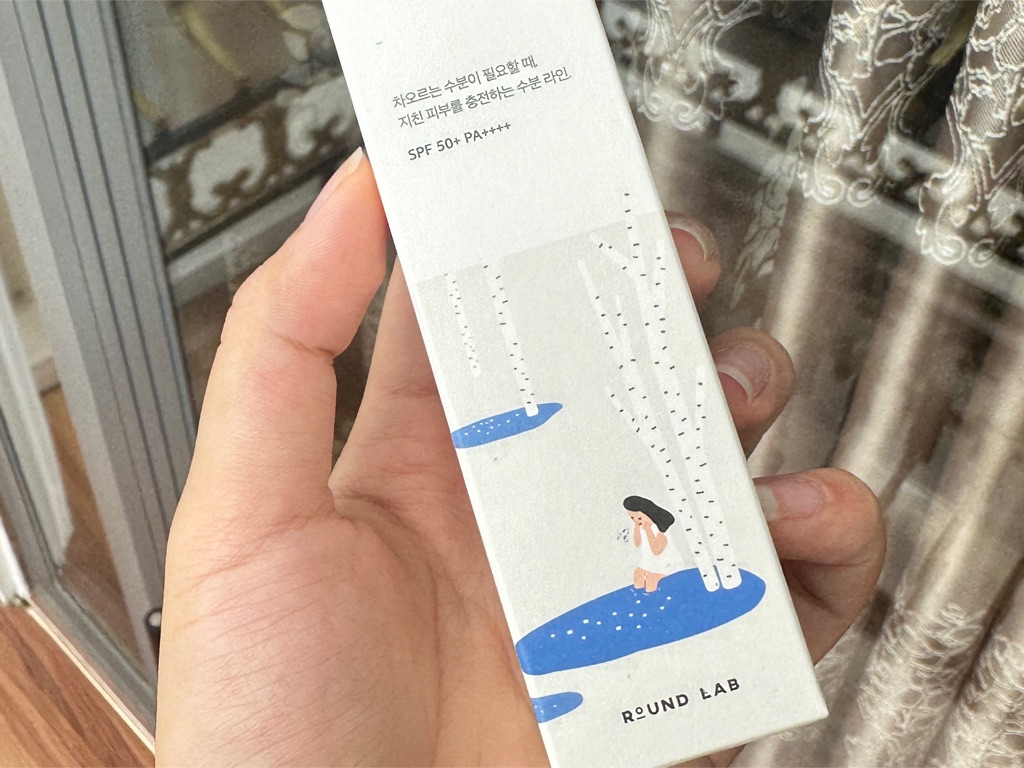 차오르는 수분이 필요할 때,
지친 피부를 충전하는 수분 라인.
SPF 50+ PA++++
ROUND LAB